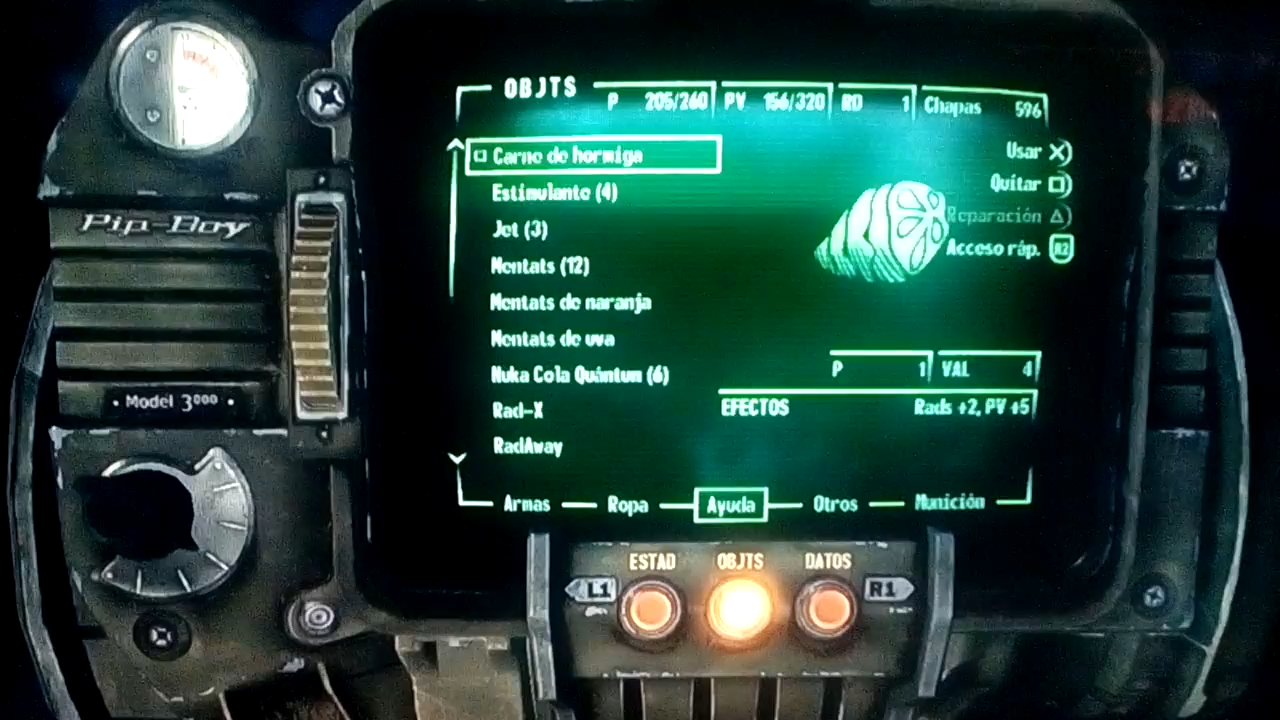 OBJTS P 205/260 PV 156/320 RD 1 Chapas 596
Carne de hormiga
Estimulante (4)
Jet (3)
Mentats (12)
Mentats de naranja
Mentats de uva
Nuka Cola Quántum (6)
Rad-X
RadAway
Usar X)
Quitar
Reparación
Acceso ráp. R2
P 1 VAL 4
EFECTOS Rads +2, PV +5
Armas Ropa Ayuda Otros Munición
Pip-Boy
Model 3000
ESTAD OBJTS DATOS
L1 R1